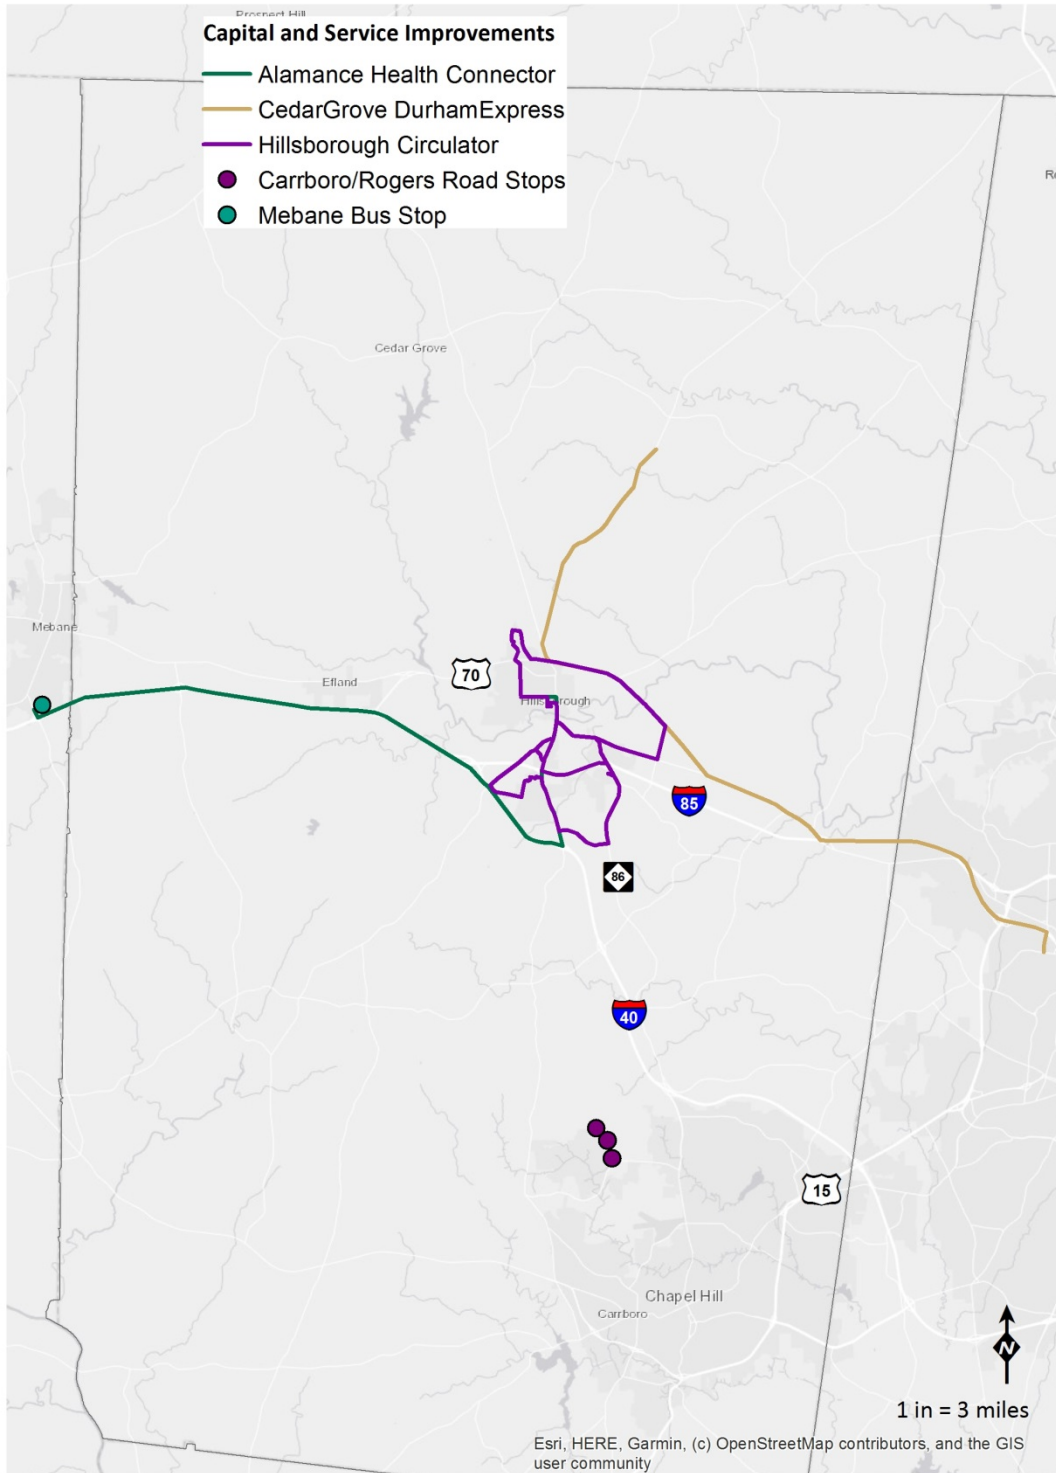 Prospect Hill
Capital and Service Improvements
Alamance Health Connector
CedarGrove DurhamExpress
Hillsborough Circulator
Carrboro/Rogers Road Stops
Mebane Bus Stop
Cedar Grove
Mebane
Efland
70
Hillsborough
85
86
40
15
Chapel Hill
Carrboro
N
1 in = 3 miles
Esri, HERE, Garmin, (c) OpenStreetMap contributors, and the GIS
user community